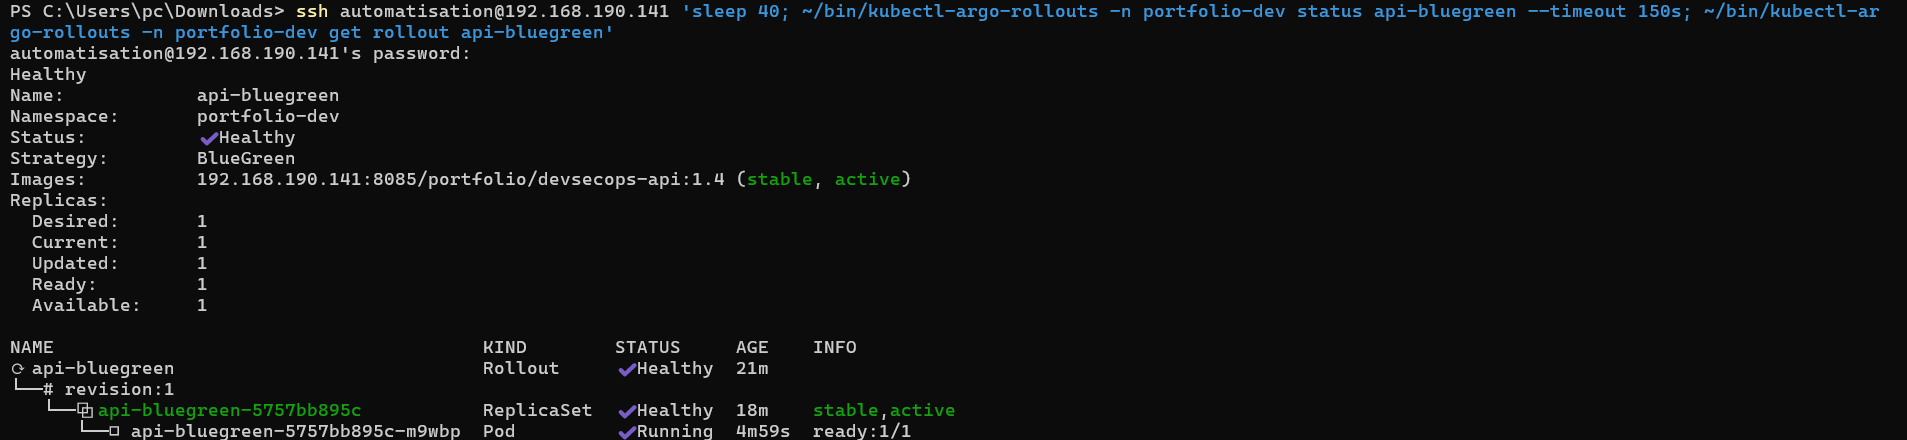 PS C:\Users\pc\Downloads> ssh automatisation@192.168.190.141 'sleep 40; ~/bin/kubectl-argo-rollouts -n portfolio-dev status api-bluegreen --timeout 150s; ~/bin/kubectl-ar
go-rollouts -n portfolio-dev get rollout api-bluegreen'
automatisation@192.168.190.141's password:
Healthy
Name:            api-bluegreen
Namespace:       portfolio-dev
Status:          ✔Healthy
Strategy:        BlueGreen
Images:          192.168.190.141:8085/portfolio/devsecops-api:1.4 (stable, active)
Replicas:
  Desired:       1
  Current:       1
  Updated:       1
  Ready:         1
  Available:     1
NAME                                       KIND        STATUS     AGE    INFO
⟳ api-bluegreen                            Rollout     ✔Healthy  21m
└──# revision:1
   └──⧉api-bluegreen-5757bb895c           ReplicaSet  ✔Healthy  18m    stable,active
      └──□ api-bluegreen-5757bb895c-m9wbp  Pod         ✔Running  4m59s  ready:1/1